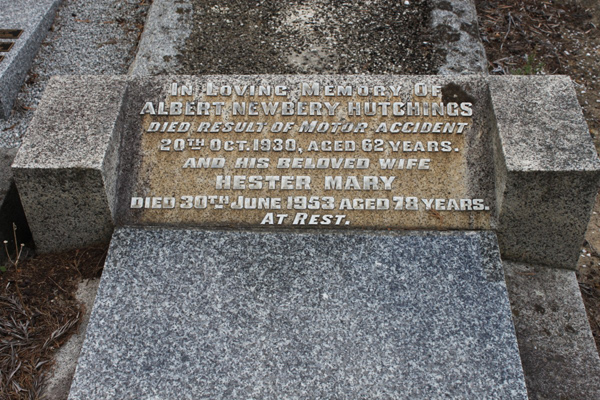 IN LOVING MEMORY OF
ALBERT NEWBERY HUTCHINGS
DIED RESULT OF MOTOR ACCIDENT
20TH OCT. 1930, AGED 62 YEARS.
AND HIS BELOVED WIFE
HESTER MARY
DIED 30TH JUNE 1953 AGED 78 YEARS.
AT REST.